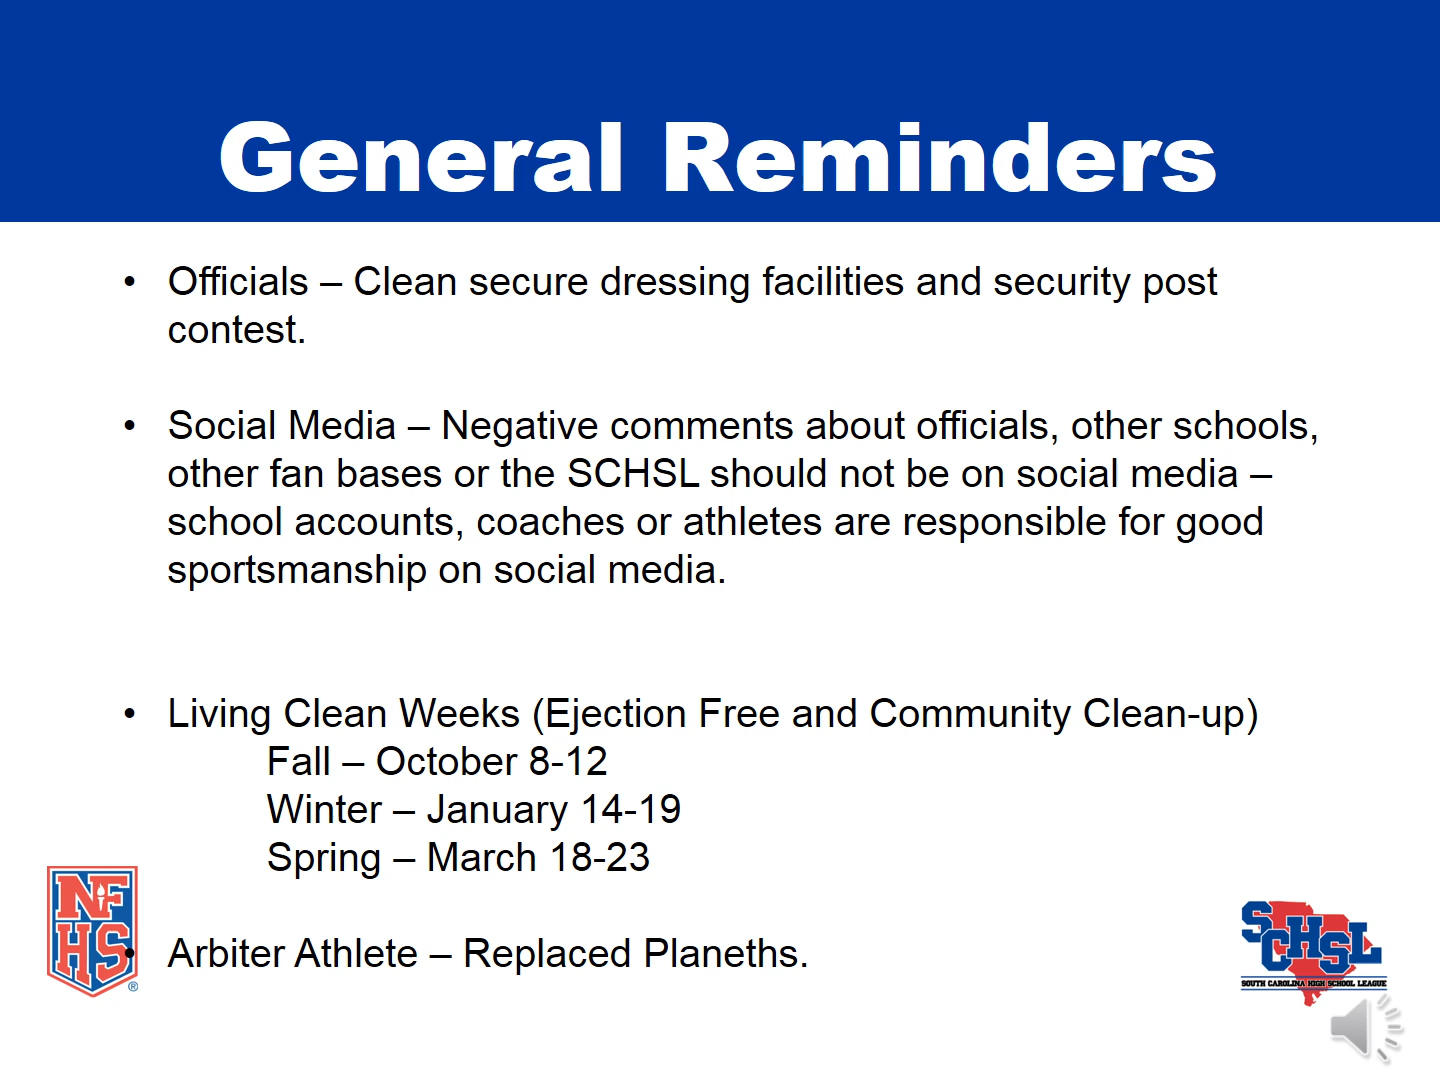 General Reminders
• Officials – Clean secure dressing facilities and security post
contest.
• Social Media – Negative comments about officials, other schools,
other fan bases or the SCHSL should not be on social media –
school accounts, coaches or athletes are responsible for good
sportsmanship on social media.
• Living Clean Weeks (Ejection Free and Community Clean-up)
Fall – October 8-12
Winter – January 14-19
Spring – March 18-23
• Arbiter Athlete – Replaced Planeths.
NF
HS
®
SCHSL
SOUTH CAROLINA HIGH SCHOOL LEAGUE